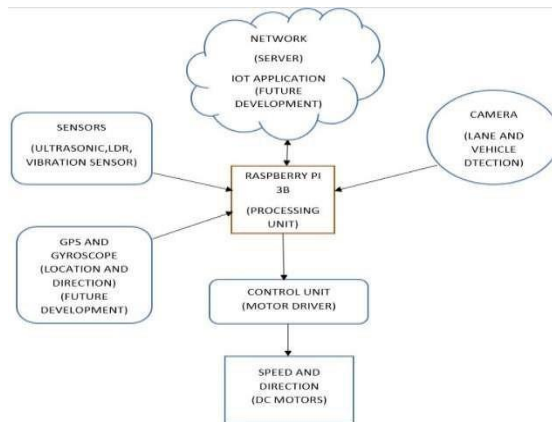 NETWORK
(SERVER)
IOT APPLICATION
(FUTURE
DEVELOPMENT)
CAMERA
(LANE AND
VEHICLE
DTECTION)
SENSORS
(ULTRASONIC,LDR,
VIBRATION SENSOR)
RASPBERRY PI
3B
(PROCESSING
UNIT)
GPS AND
GYROSCOPE
(LOCATION AND
DIRECTION)
(FUTURE
DEVELOPMENT)
CONTROL UNIT
(MOTOR DRIVER)
SPEED AND
DIRECTION
(DC MOTORS)